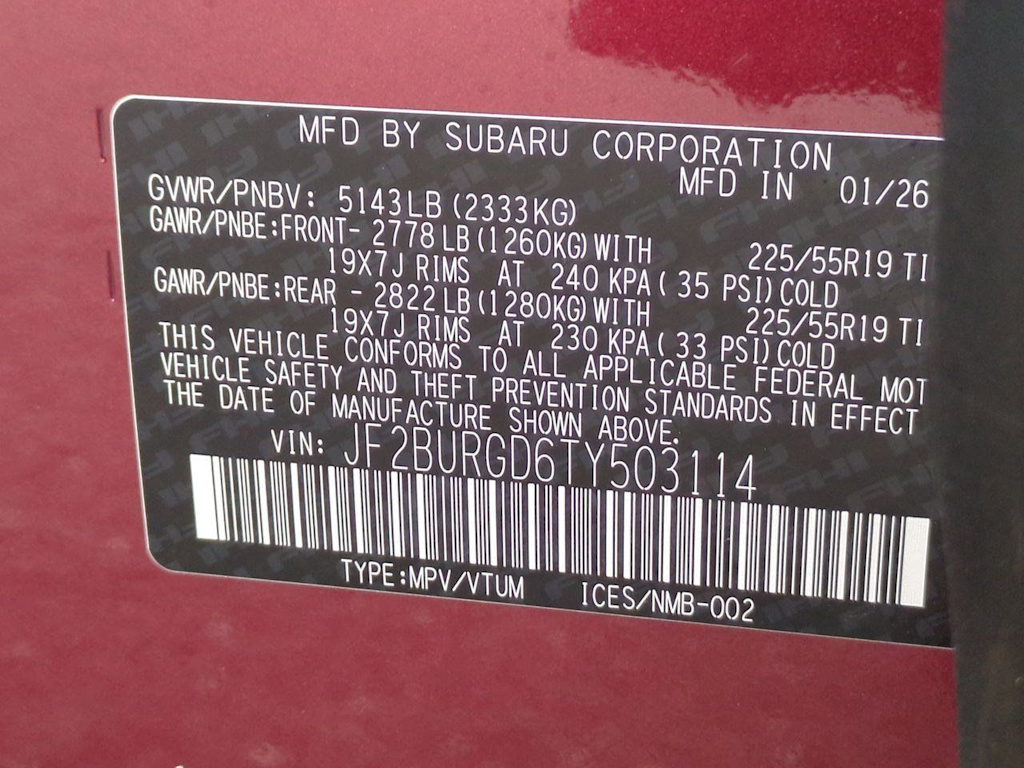 MFD BY SUBARU CORPORATION
MFD IN 01/26
GVWR/PNBV: 5143LB (2333KG)
GAWR/PNBE:FRONT- 2778 LB (1260KG) WITH 225/55R19 TI
19X7J RIMS AT 240 KPA ( 35 PSI) COLD
GAWR/PNBE:REAR - 2822 LB (1280KG) WITH 225/55R19 TI
19X7J RIMS AT 230 KPA ( 33 PSI) COLD
THIS VEHICLE CONFORMS TO ALL APPLICABLE FEDERAL MOT
VEHICLE SAFETY AND THEFT PREVENTION STANDARDS IN EFFECT
THE DATE OF MANUFACTURE SHOWN ABOVE.
VIN: JF2BURGD6TY503114
TYPE:MPV/VTUM ICES/NMB-002